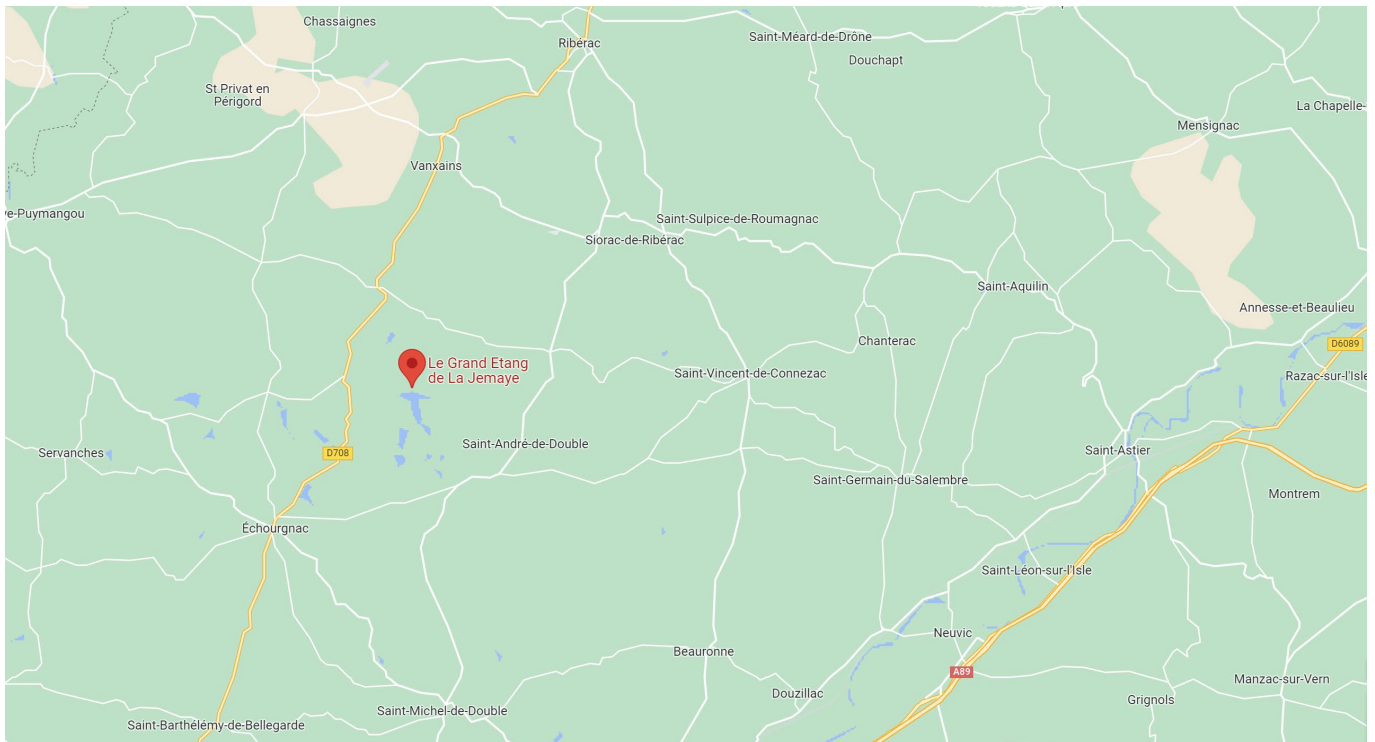 Chassaignes
Ribérac
Saint-Méard-de-Drône
Douchapt
St Privat en
Périgord
La Chapelle-
Mensignac
Vanxains
ve-Puymangou
Saint-Sulpice-de-Roumagnac
Siorac-de-Ribérac
Saint-Aquilin
Annesse-et-Beaulieu
Chanterac
D6089
Le Grand Etang
de La Jemaye
Saint-Vincent-de-Connezac
Razac-sur-l'Isle
Saint-André-de-Double
Servanches
D708
Saint-Astier
Saint-Germain-du-Salembre
Montrem
Échourgnac
Saint-Léon-sur-l'Isle
Neuvic
Beauronne
A89
Manzac-sur-Vern
Douzillac
Grignols
Saint-Michel-de-Double
Saint-Barthélémy-de-Bellegarde